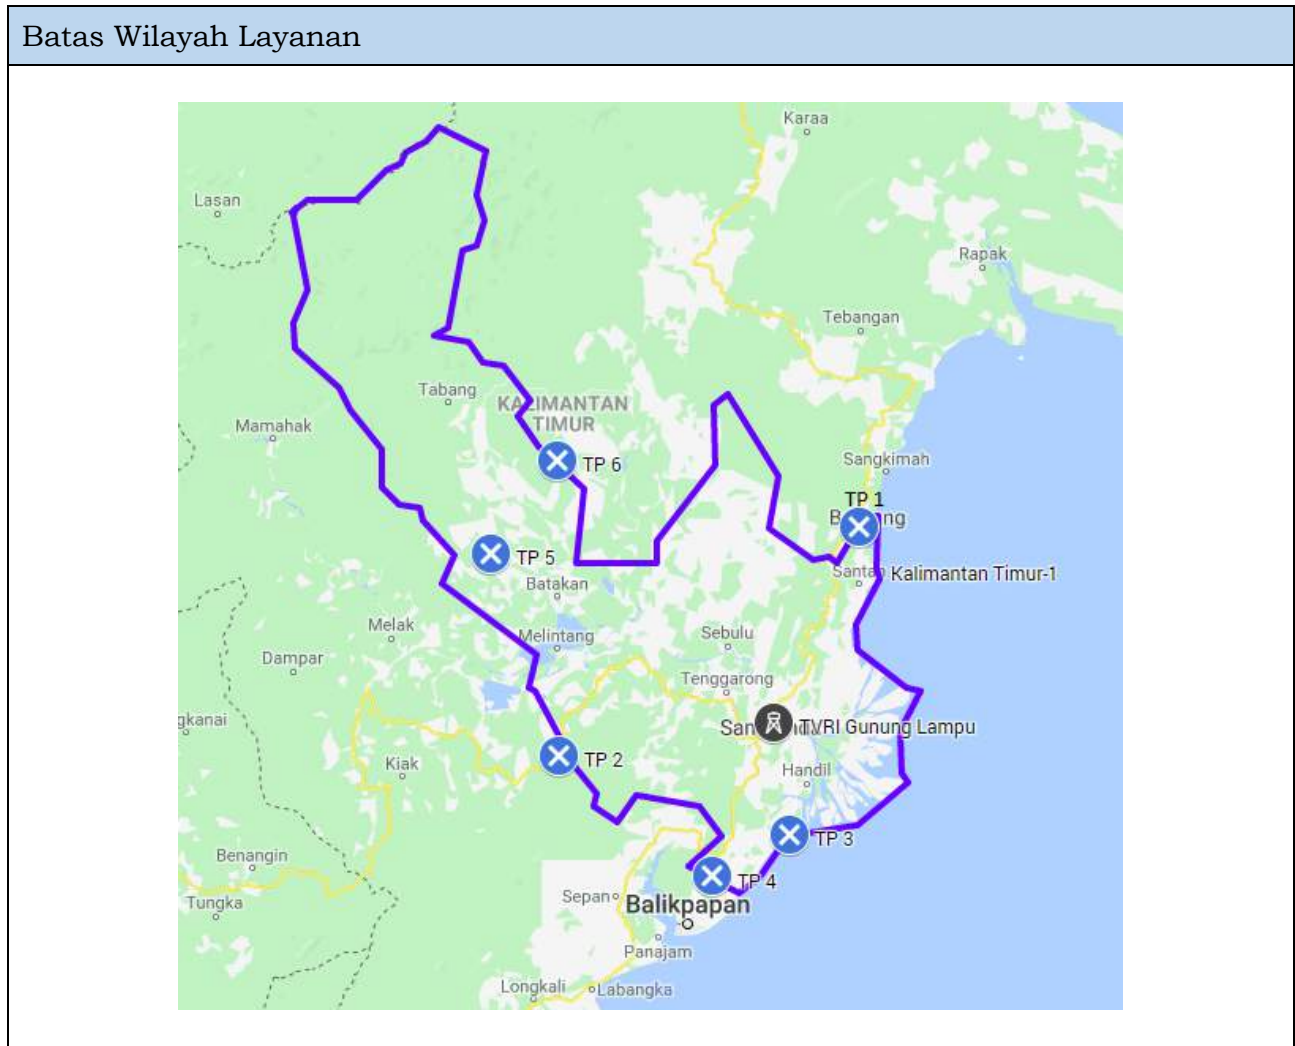 Batas Wilayah Layanan
Karaa
Lasan
Rapak
Tebangan
Tabang
KALIMANTAN
TIMUR
Mamahak
Sangkimah
TP 6
TP 1
TP 5
Kalimantan Timur-1
Batakan
Melak
Melintang
Sebulu
Dampar
Tenggarong
TVRI Gunung Lampu
Kiak
TP 2
Handil
TP 3
Benangin
TP 4
Tungka
Sepan
Balikpapan
Panajam
Longkali
Labangka